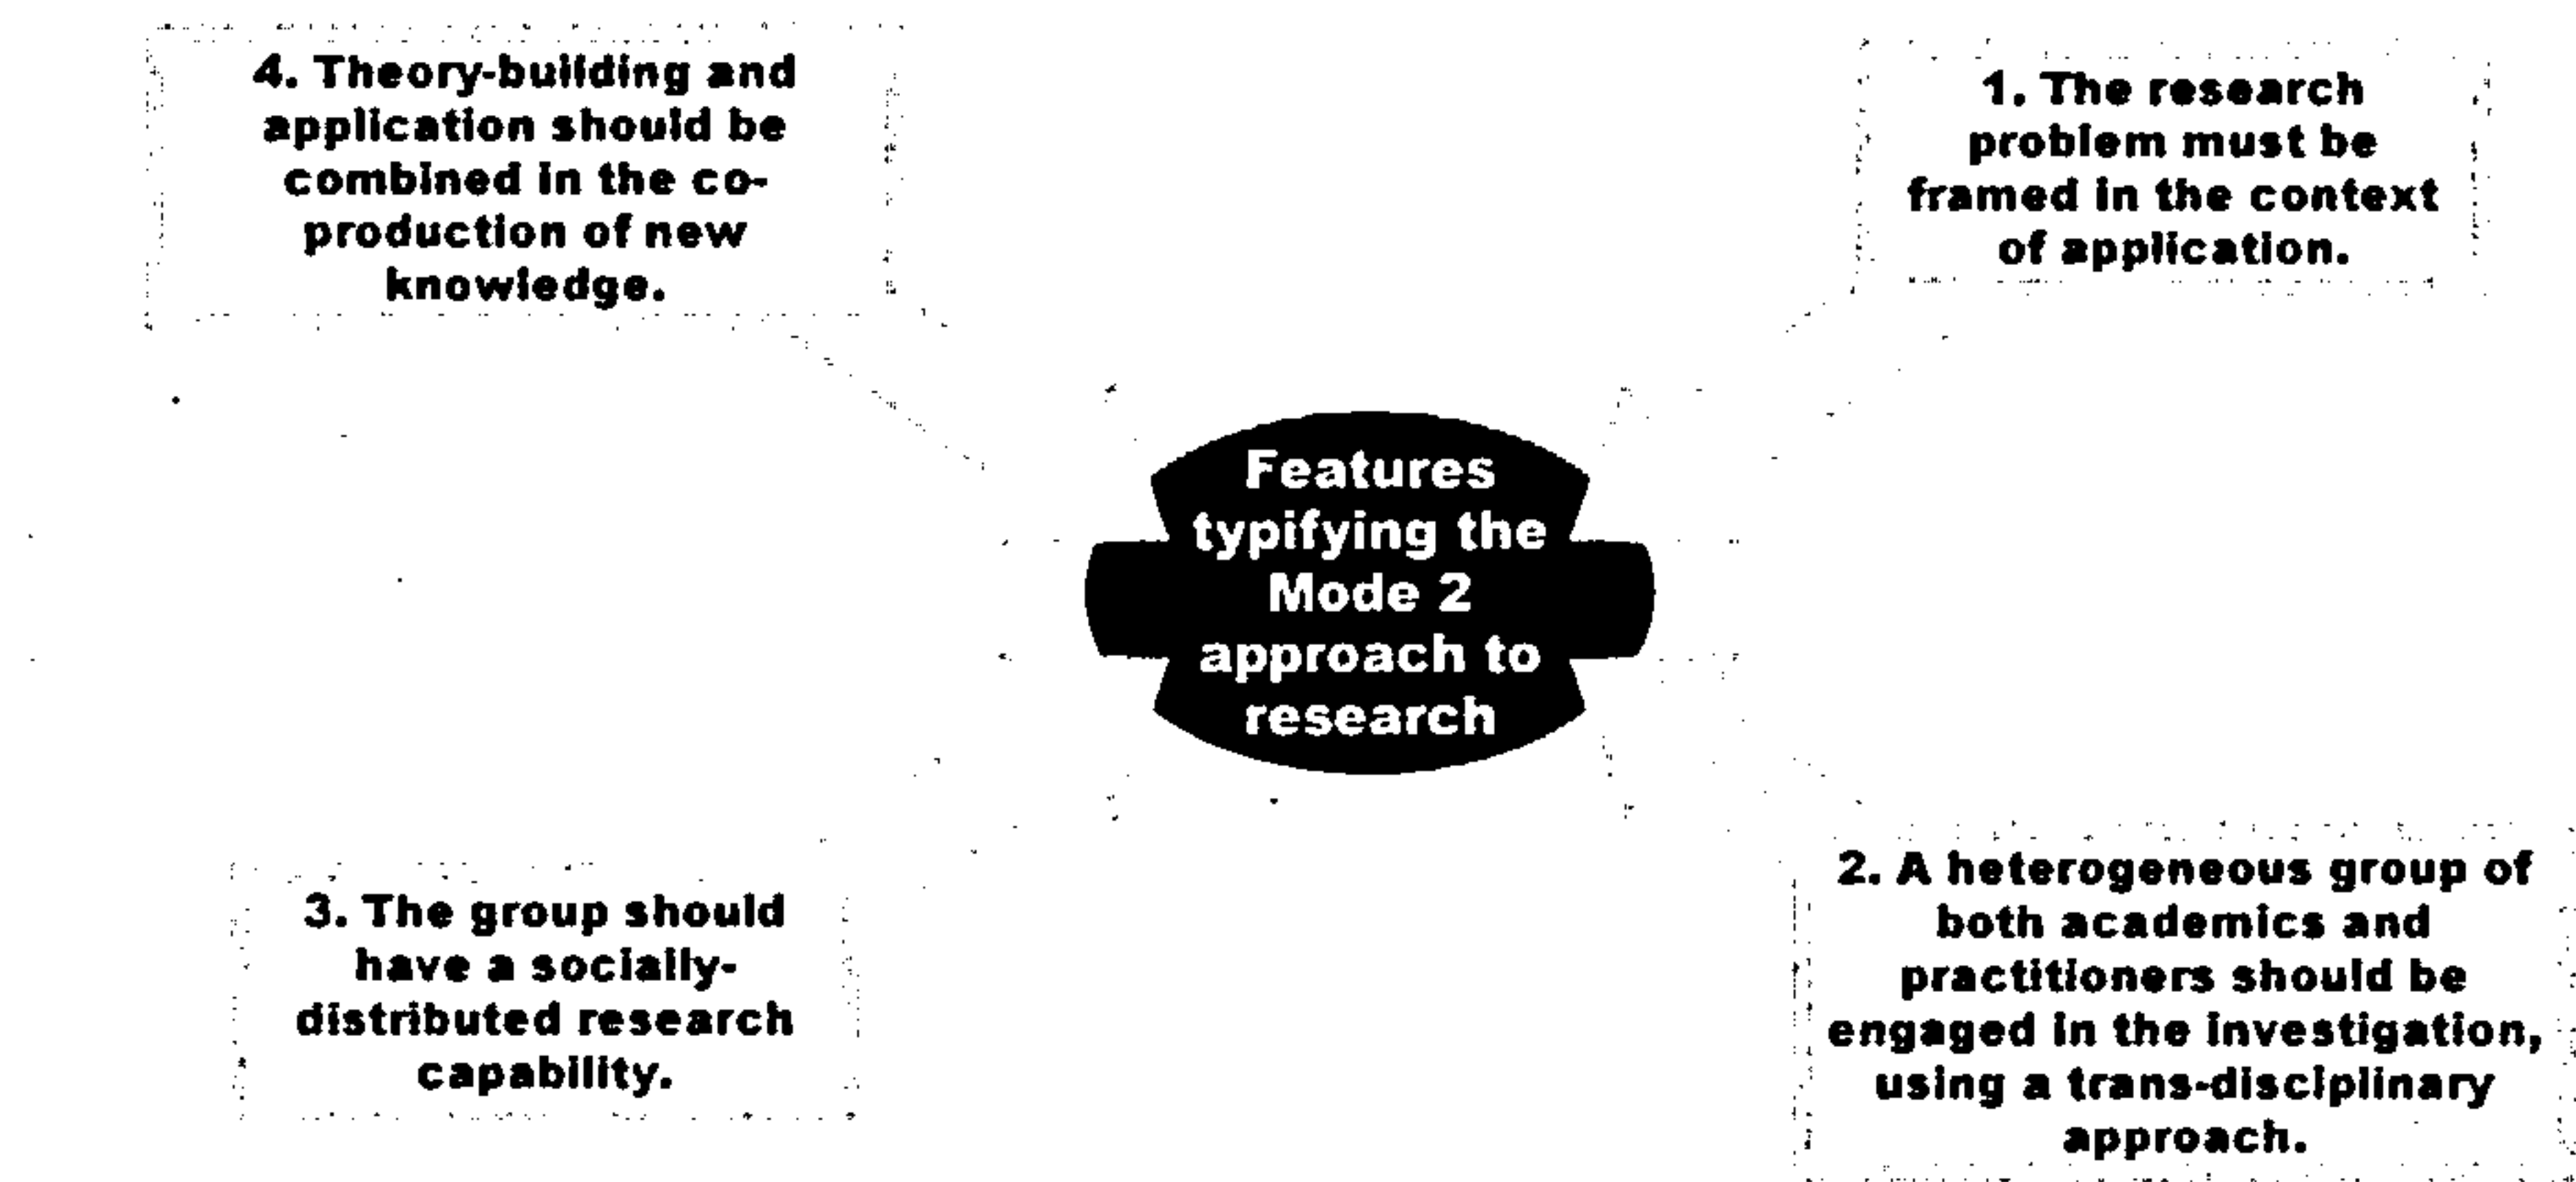 4. Theory-building and
application should be
combined in the co-
production of new
knowledge.
1. The research
problem must be
framed in the context
of application.
Features
typifying the
Mode 2
approach to
research
3. The group should
have a socially-
distributed research
capability.
2. A heterogeneous group of
both academics and
practitioners should be
engaged in the investigation,
using a trans-disciplinary
approach.